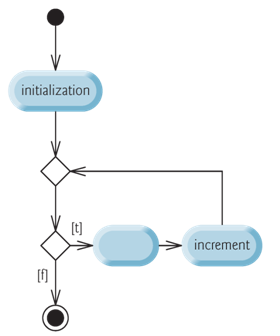 initialization
[t]
increment
[f]